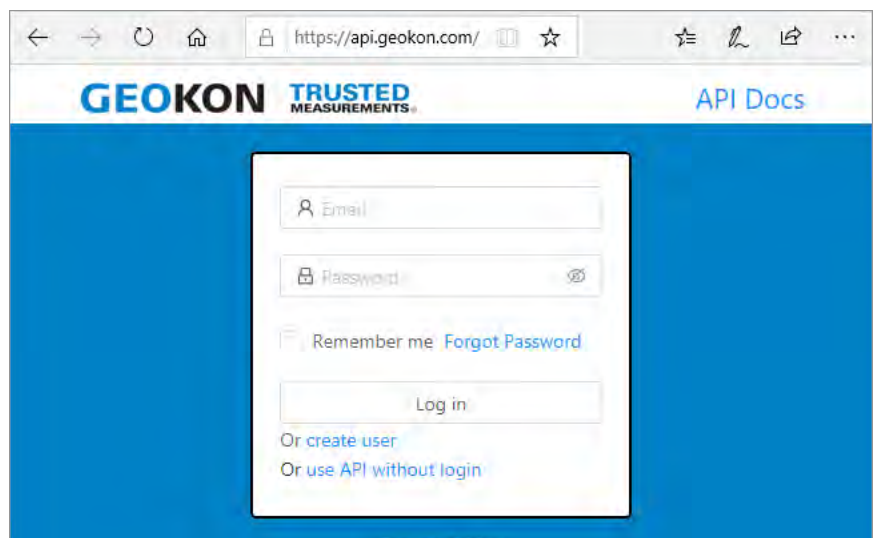 https://api.geokon.com/
GEOKON TRUSTED MEASUREMENTS® API Docs
Email
Password
Remember me Forgot Password
Log in
Or create user
Or use API without login